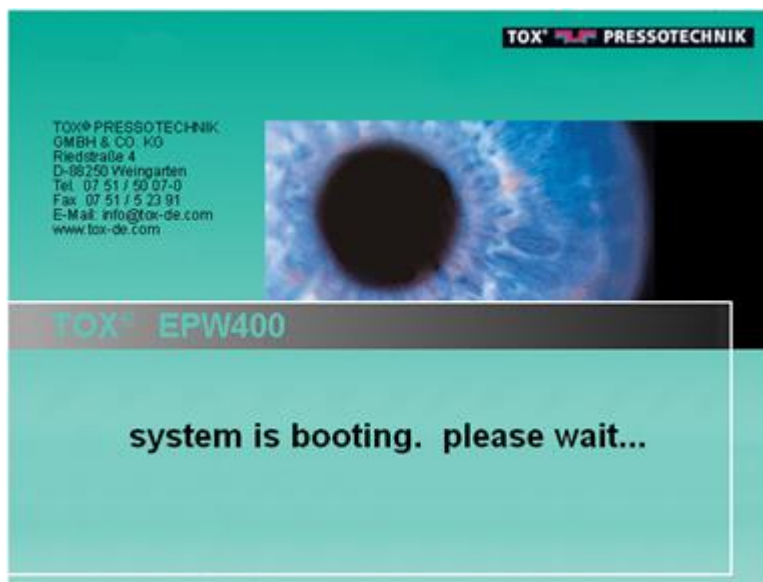 TOX® PRESSOTECHNIK
TOX® PRESSOTECHNIK
GMBH & CO. KG
Riedstraße 4
D-88250 Weingarten
Tel. 07 51 / 50 07-0
Fax 07 51 / 5 23 91
E-Mail: info@tox-de.com
www.tox-de.com
TOX® EPW400
system is booting. please wait...